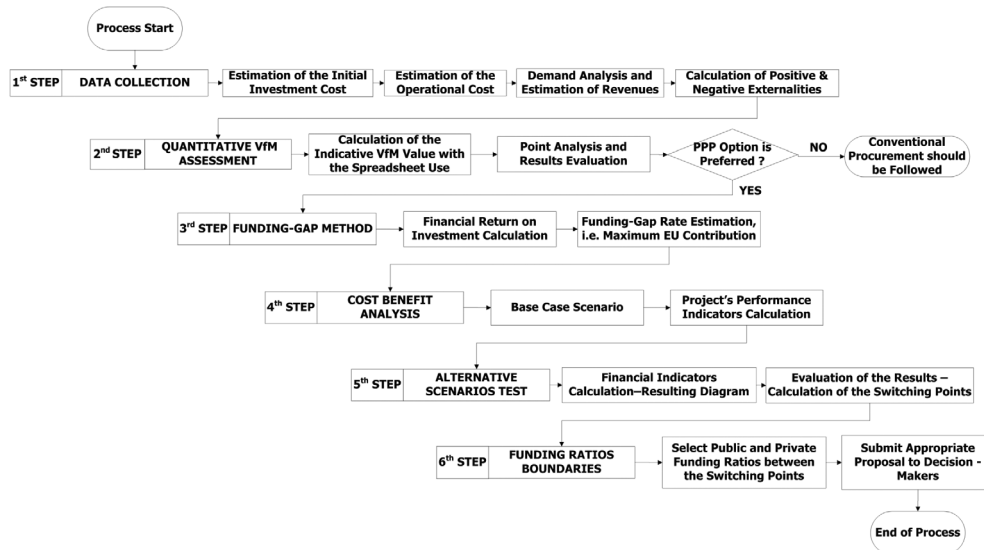 Process Start
1st STEP
DATA COLLECTION
Estimation of the Initial
Investment Cost
Estimation of the
Operational Cost
Demand Analysis and
Estimation of Revenues
Calculation of Positive &
Negative Externalities
2nd STEP
QUANTITATIVE VfM
ASSESSMENT
Calculation of the
Indicative VfM Value with
the Spreadsheet Use
Point Analysis and
Results Evaluation
PPP Option is
Preferred ?
NO
Conventional
Procurement should
be Followed
YES
3rd STEP
FUNDING-GAP METHOD
Financial Return on
Investment Calculation
Funding-Gap Rate Estimation,
i.e. Maximum EU Contribution
4th STEP
COST BENEFIT
ANALYSIS
Base Case Scenario
Project's Performance
Indicators Calculation
5th STEP
ALTERNATIVE
SCENARIOS TEST
Financial Indicators
Calculation–Resulting Diagram
Evaluation of the Results –
Calculation of the Switching Points
6th STEP
FUNDING RATIOS
BOUNDARIES
Select Public and Private
Funding Ratios between
the Switching Points
Submit Appropriate
Proposal to Decision -
Makers
End of Process